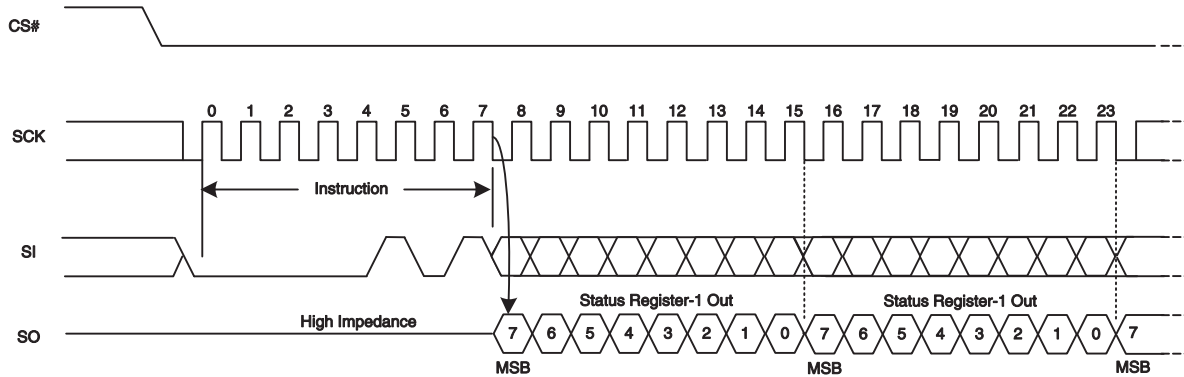 CS#
0 1 2 3 4 5 6 7 8 9 10 11 12 13 14 15 16 17 18 19 20 21 22 23
SCK
Instruction
SI
Status Register-1 Out Status Register-1 Out
High Impedance
SO
7 6 5 4 3 2 1 0 7 6 5 4 3 2 1 0 7
MSB MSB MSB